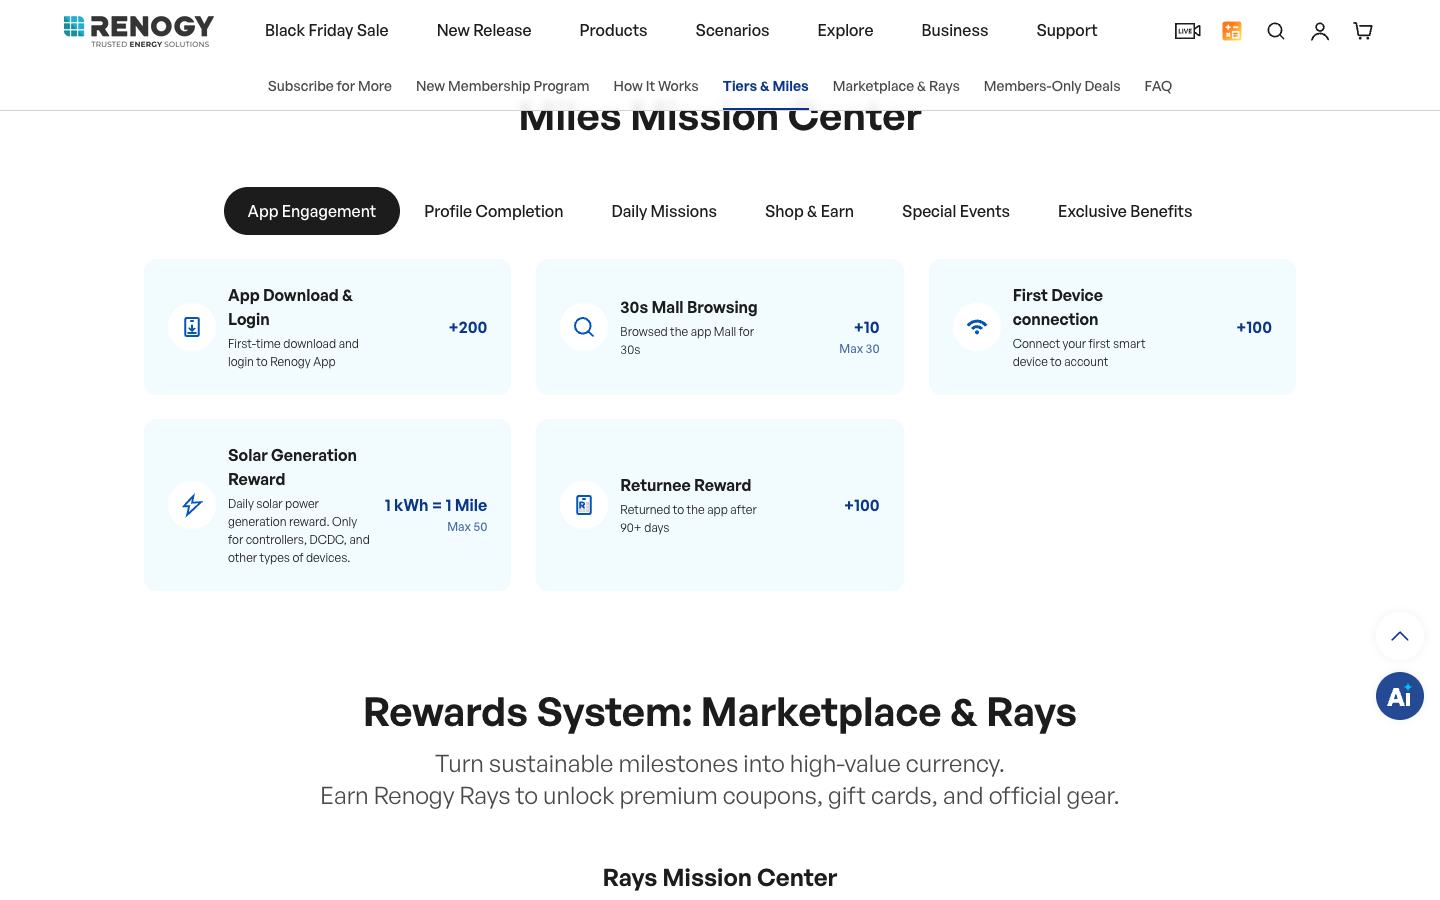 RENOGY
TRUSTED ENERGY SOLUTIONS
Black Friday Sale
New Release
Products
Scenarios
Explore
Business
Support
LIVE
Subscribe for More
New Membership Program
How It Works
Tiers & Miles
Marketplace & Rays
Members-Only Deals
FAQ
Miles Mission Center
App Engagement
Profile Completion
Daily Missions
Shop & Earn
Special Events
Exclusive Benefits
App Download &
Login
First-time download and
login to Renogy App
+200
30s Mall Browsing
Browsed the app Mall for
30s
+10
Max 30
First Device
connection
Connect your first smart
device to account
+100
Solar Generation
Reward
Daily solar power
generation reward. Only
for controllers, DCDC, and
other types of devices.
1 kWh = 1 Mile
Max 50
R
Returnee Reward
Returned to the app after
90+ days
+100
Ai
Rewards System: Marketplace & Rays
Turn sustainable milestones into high-value currency.
Earn Renogy Rays to unlock premium coupons, gift cards, and official gear.
Rays Mission Center